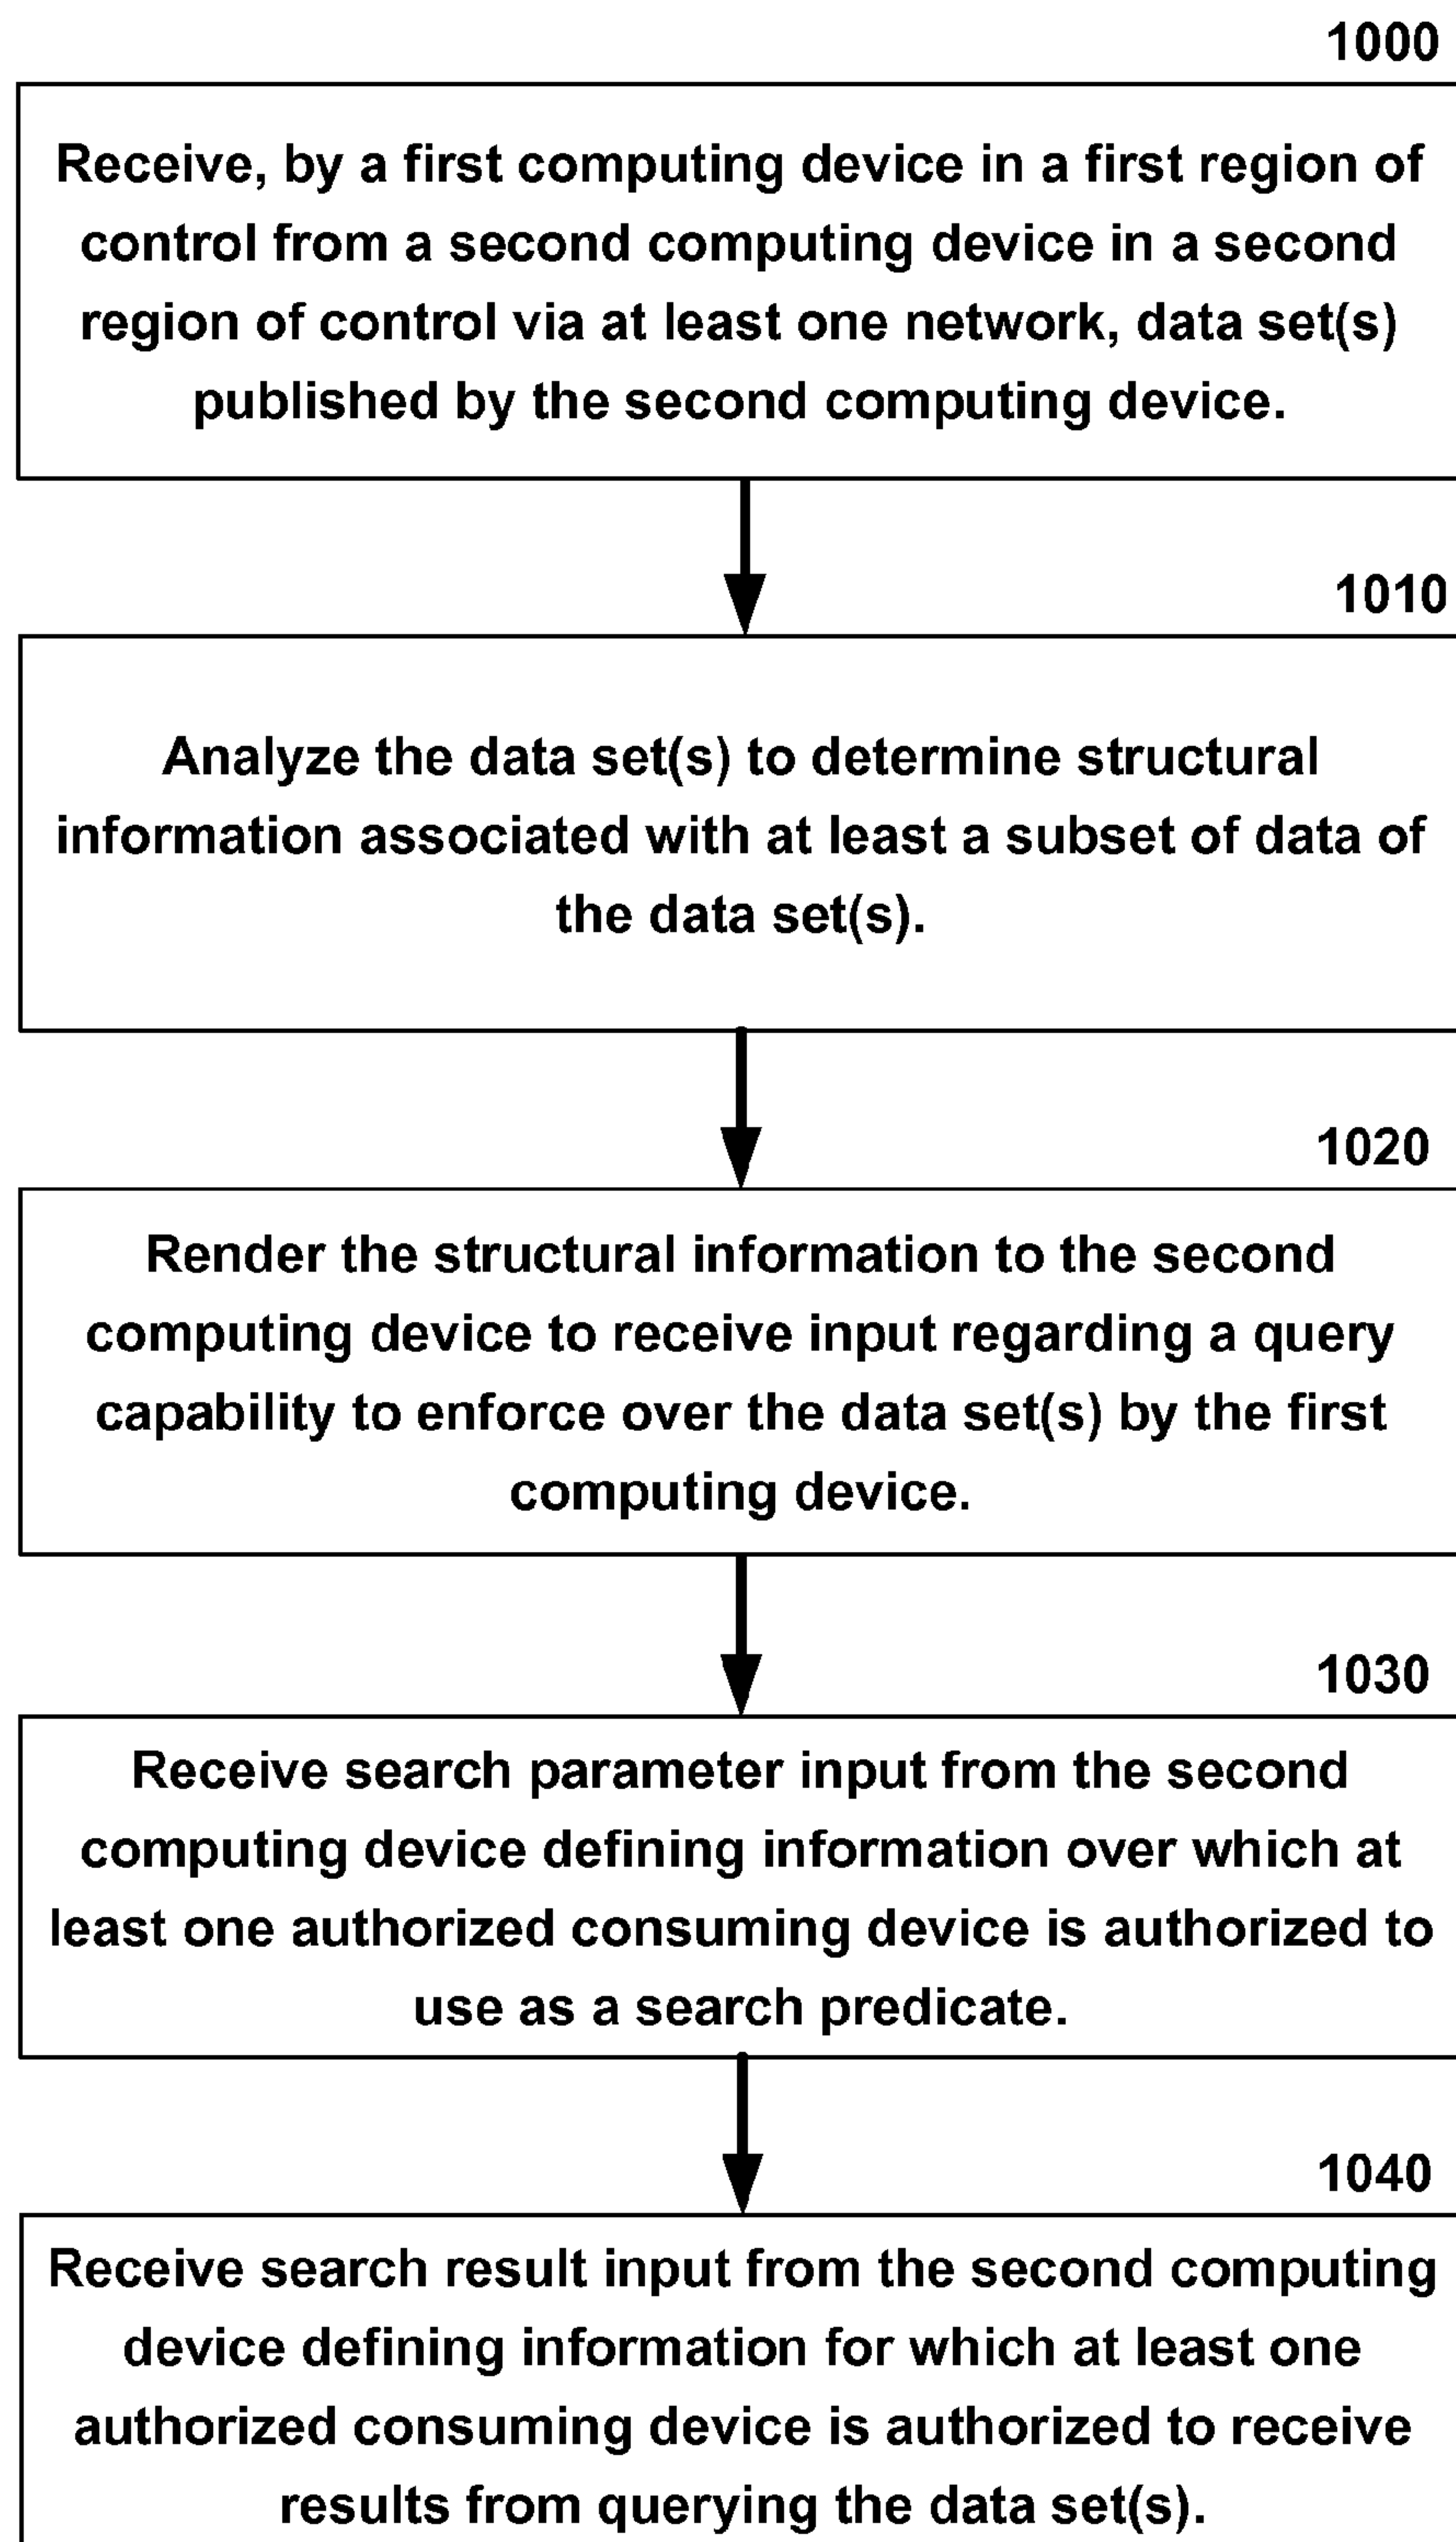 1000
Receive, by a first computing device in a first region of
control from a second computing device in a second
region of control via at least one network, data set(s)
published by the second computing device.
1010
Analyze the data set(s) to determine structural
information associated with at least a subset of data of
the data set(s).
1020
Render the structural information to the second
computing device to receive input regarding a query
capability to enforce over the data set(s) by the first
computing device.
1030
Receive search parameter input from the second
computing device defining information over which at
least one authorized consuming device is authorized to
use as a search predicate.
1040
Receive search result input from the second computing
device defining information for which at least one
authorized consuming device is authorized to receive
results from querying the data set(s).